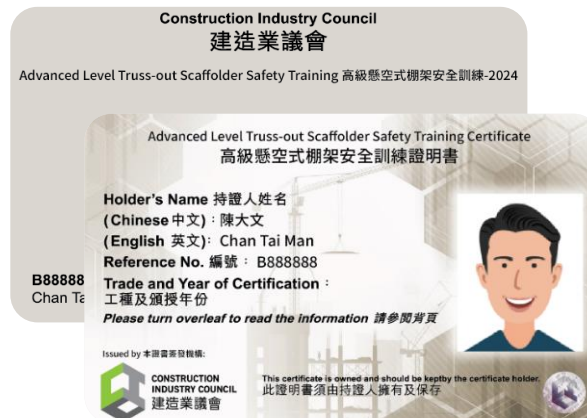 Construction Industry Council
建造業議會
Advanced Level Truss-out Scaffolder Safety Training 高級懸空式棚架安全訓練-2024
B88888
Chan Ta
Advanced Level Truss-out Scaffolder Safety Training Certificate
高級懸空式棚架安全訓練證明書
Holder's Name 持證人姓名
(Chinese 中文)：陳大文
(English 英文)： Chan Tai Man
Reference No. 編號： B888888
Trade and Year of Certification：
工種及頒授年份
Please turn overleaf to read the information 請參閱背頁
Issued by 本證書簽發機構:
CONSTRUCTION
INDUSTRY COUNCIL
建造業議會
This certificate is owned and should be keptby the certificate holder.
此證明書須由持證人擁有及保存